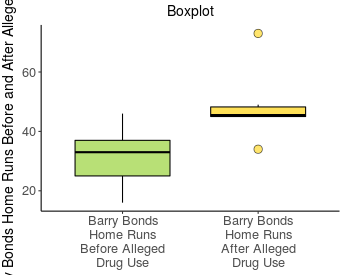 Boxplot
Bonds Home Runs Before and After
60
40
20
Barry Bonds
Home Runs
Before Alleged
Drug Use
Barry Bonds
Home Runs
After Alleged
Drug Use